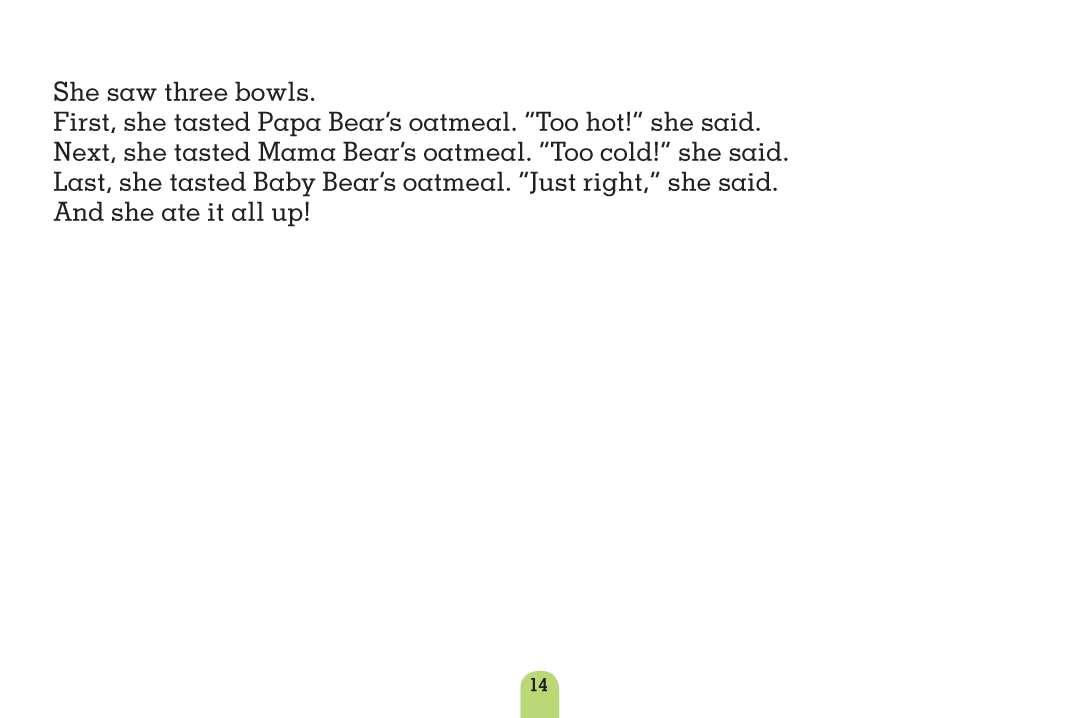 She saw three bowls.
First, she tasted Papa Bear’s oatmeal. “Too hot!” she said.
Next, she tasted Mama Bear’s oatmeal. “Too cold!” she said.
Last, she tasted Baby Bear’s oatmeal. “Just right,” she said.
And she ate it all up!
14